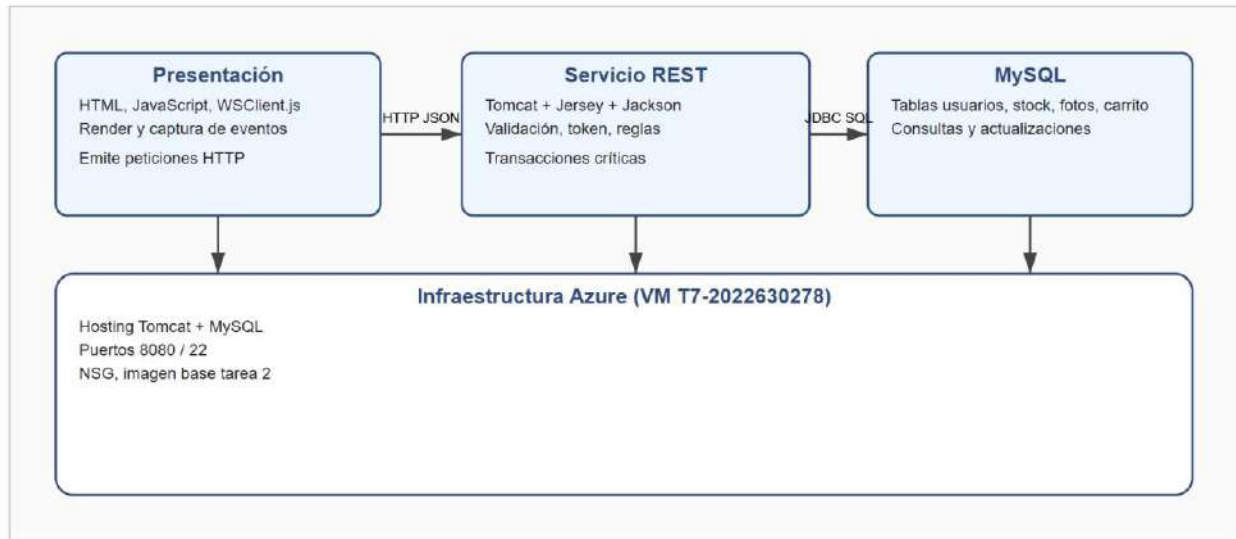 Presentación
HTML, JavaScript, WSClient.js
Render y captura de eventos
Emite peticiones HTTP
HTTP JSON
Servicio REST
Tomcat + Jersey + Jackson
Validación, token, reglas
Transacciones críticas
JDBC SQL
MySQL
Tablas usuarios, stock, fotos, carrito
Consultas y actualizaciones
Infraestructura Azure (VM T7-2022630278)
Hosting Tomcat + MySQL
Puertos 8080 / 22
NSG, imagen base tarea 2